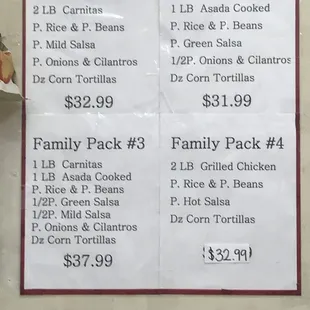 2 LB Carnitas
P. Rice & P. Beans
P. Mild Salsa
P. Onions & Cilantros
Dz Corn Tortillas
$32.99
1 LB Asada Cooked
P. Rice & P. Beans
P. Green Salsa
1/2P. Onions & Cilantros
Dz Corn Tortillas
$31.99
Family Pack #3
1 LB Carnitas
1 LB Asada Cooked
P. Rice & P. Beans
1/2P. Green Salsa
1/2P. Mild Salsa
P. Onions & Cilantros
Dz Corn Tortillas
$37.99
Family Pack #4
2 LB Grilled Chicken
P. Rice & P. Beans
P. Hot Salsa
Dz Corn Tortillas
$32.99